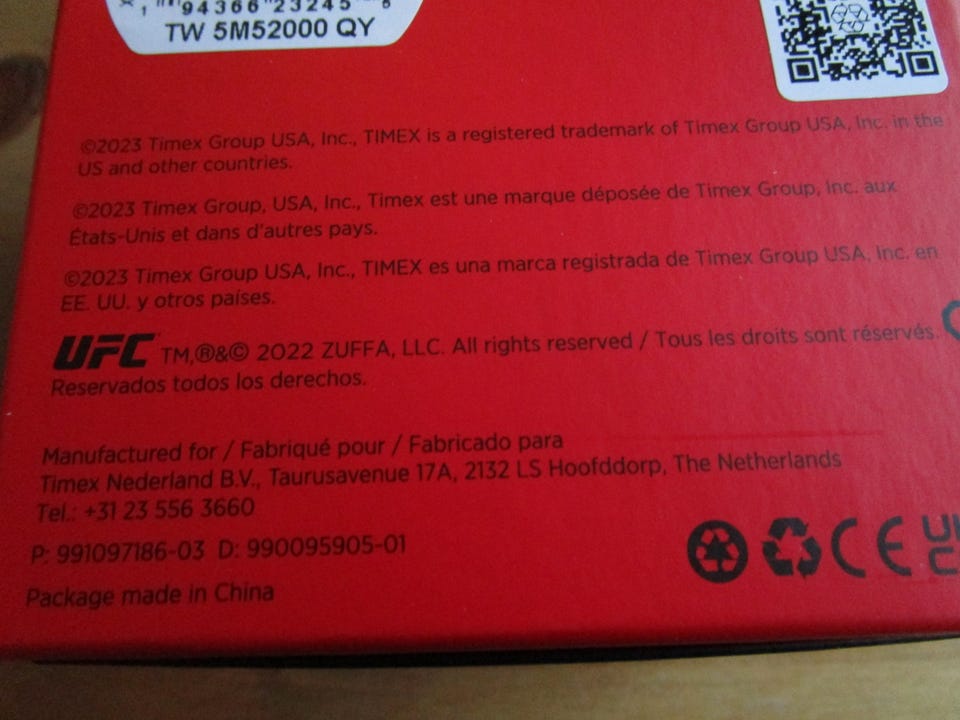 94366 23245
TW 5M52000 QY
©2023 Timex Group USA, Inc., TIMEX is a registered trademark of Timex Group USA, Inc. in the
US and other countries.
©2023 Timex Group, USA, Inc., Timex est une marque déposée de Timex Group, Inc. aux
États-Unis et dans d'autres pays.
©2023 Timex Group USA, Inc., TIMEX es una marca registrada de Timex Group USA, Inc. en
EE. UU. y otros países.
UFC TM,®&© 2022 ZUFFA, LLC. All rights reserved / Tous les droits sont réservés.
Reservados todos los derechos.
Manufactured for / Fabriqué pour / Fabricado para
Timex Nederland B.V., Taurusavenue 17A, 2132 LS Hoofddorp, The Netherlands
Tel.: +31 23 556 3660
P: 991097186-03 D: 990095905-01
CE
Package made in China